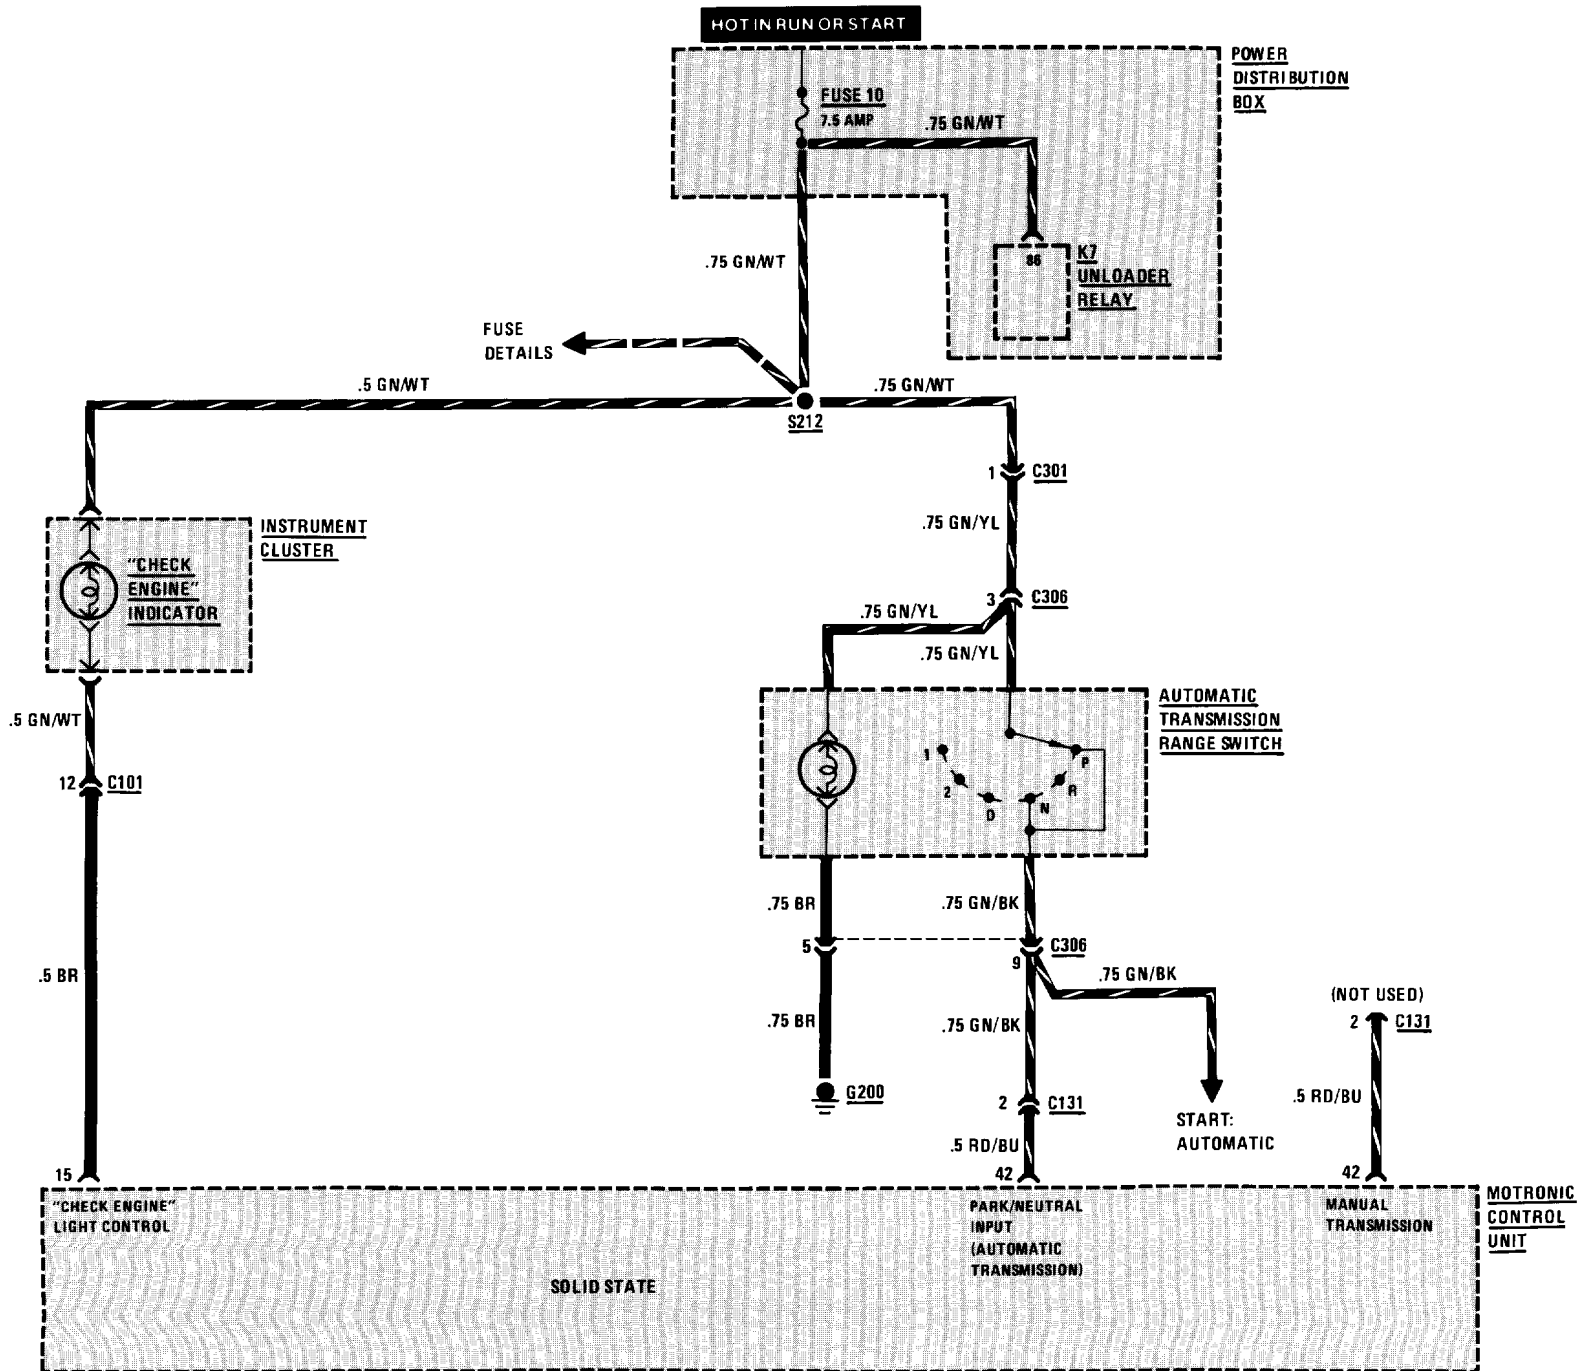 HOT IN RUN OR START
POWER
DISTRIBUTION
BOX
FUSE 10
7.5 AMP
.75 GN/WT
.75 GN/WT
86
K7
UNLOADER
RELAY
FUSE
DETAILS
.5 GN/WT
.75 GN/WT
S212
1
C301
.75 GN/YL
INSTRUMENT
CLUSTER
"CHECK
ENGINE"
INDICATOR
3
C306
.75 GN/YL
.75 GN/YL
AUTOMATIC
TRANSMISSION
RANGE SWITCH
.5 GN/WT
12
C101
1
2
D
N
R
P
.75 BR
.75 GN/BK
5
C306
9
.75 GN/BK
.5 BR
.75 BR
.75 GN/BK
(NOT USED)
2
C131
G200
2
C131
.5 RD/BU
START:
AUTOMATIC
.5 RD/BU
15
42
42
"CHECK ENGINE"
LIGHT CONTROL
PARK/NEUTRAL
INPUT
(AUTOMATIC
TRANSMISSION)
MANUAL
TRANSMISSION
MOTRONIC
CONTROL
UNIT
SOLID STATE